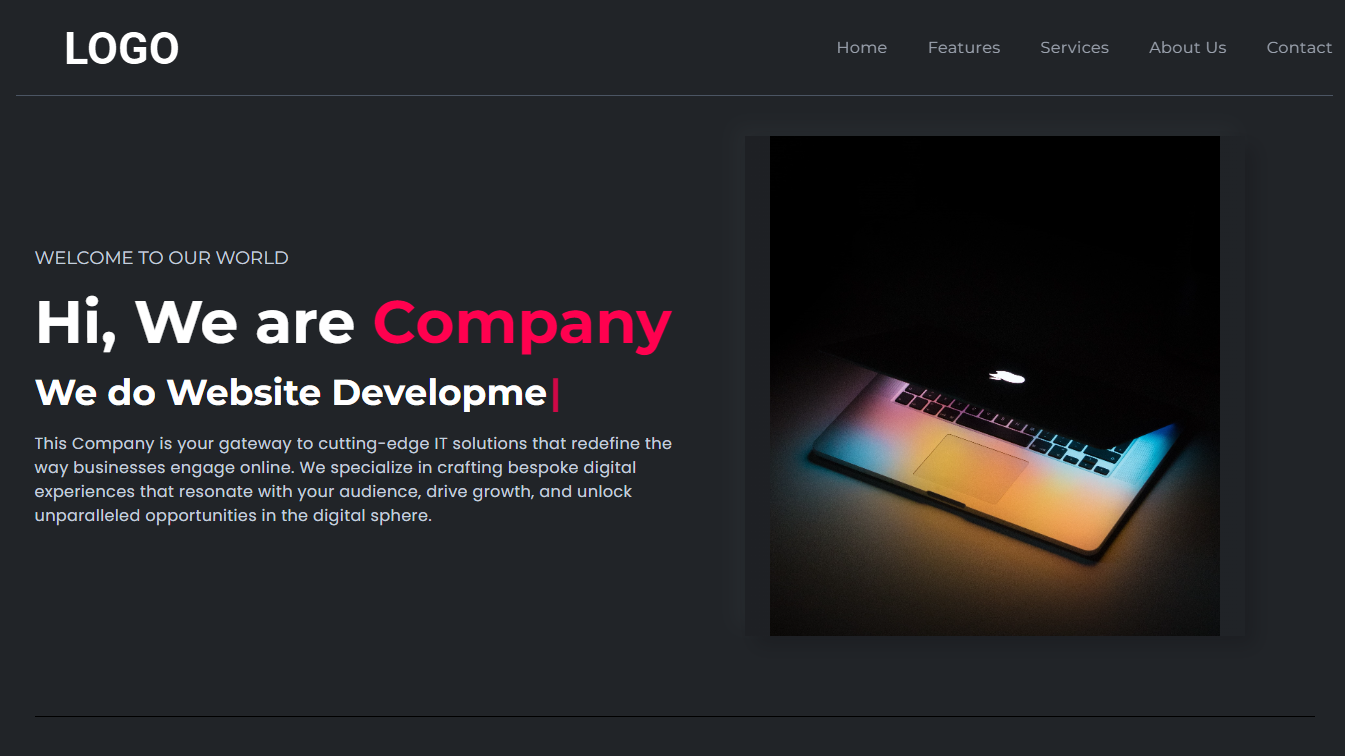 LOGO
Home Features Services About Us Contact
WELCOME TO OUR WORLD
Hi, We are Company
We do Website Developme|
This Company is your gateway to cutting-edge IT solutions that redefine the
way businesses engage online. We specialize in crafting bespoke digital
experiences that resonate with your audience, drive growth, and unlock
unparalleled opportunities in the digital sphere.